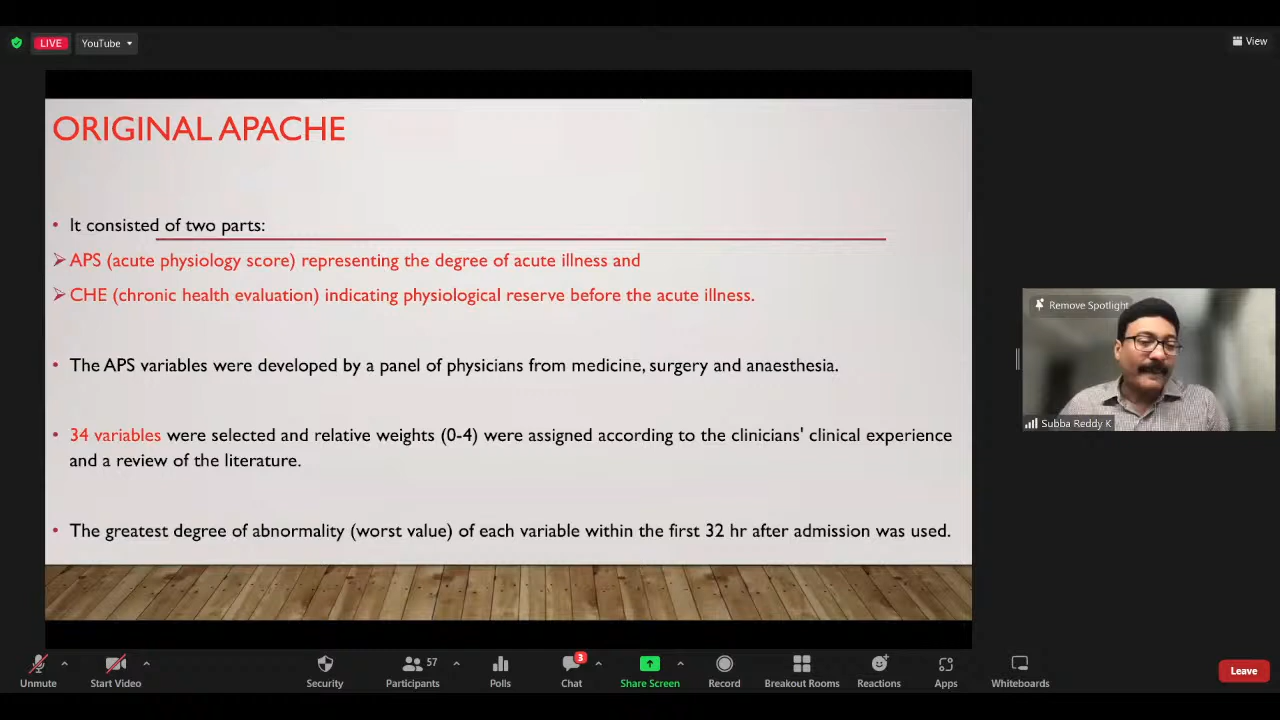 LIVE
YouTube
View
ORIGINAL APACHE
• It consisted of two parts:
➢ APS (acute physiology score) representing the degree of acute illness and
➢ CHE (chronic health evaluation) indicating physiological reserve before the acute illness.
• The APS variables were developed by a panel of physicians from medicine, surgery and anaesthesia.
• 34 variables were selected and relative weights (0-4) were assigned according to the clinicians' clinical experience
and a review of the literature.
• The greatest degree of abnormality (worst value) of each variable within the first 32 hr after admission was used.
Remove Spotlight
Subba Reddy K
57
3
Unmute
Start Video
Security
Participants
Polls
Chat
Share Screen
Record
Breakout Rooms
Reactions
Apps
Whiteboards
Leave